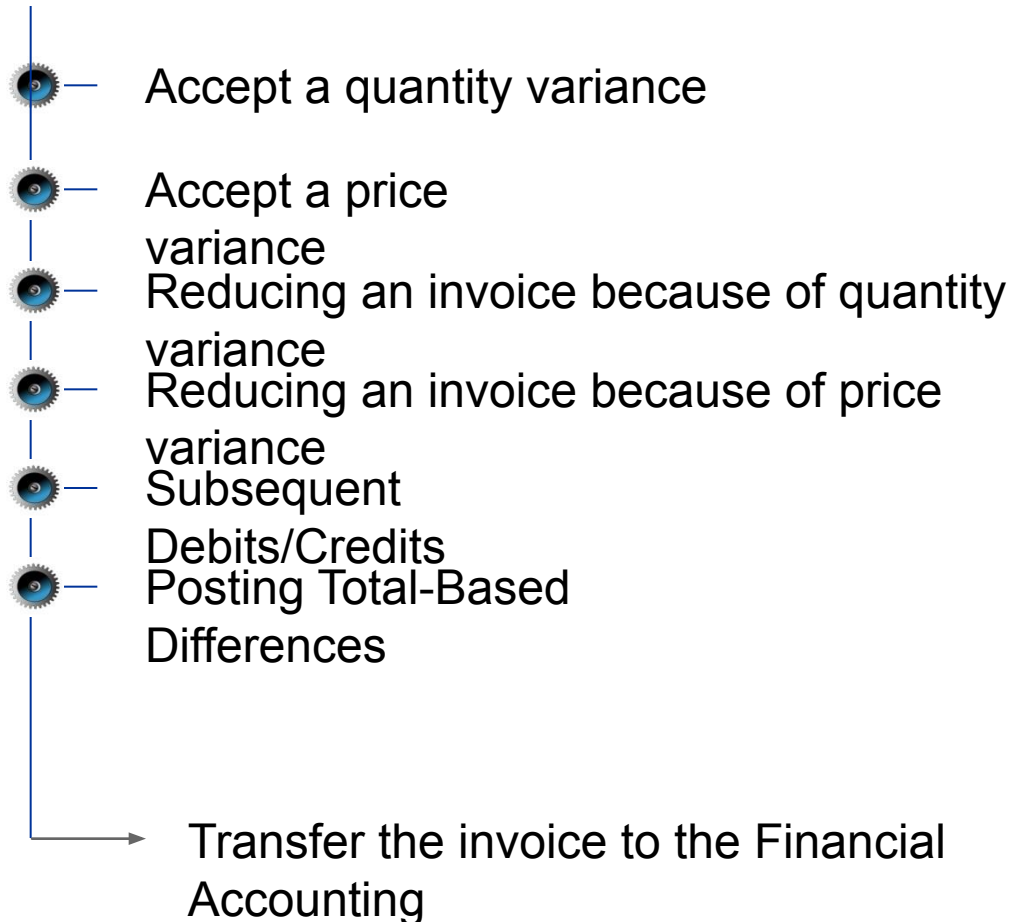 Accept a quantity variance
Accept a price
variance
Reducing an invoice because of quantity
variance
Reducing an invoice because of price
variance
Subsequent
Debits/Credits
Posting Total-Based
Differences
Transfer the invoice to the Financial
Accounting